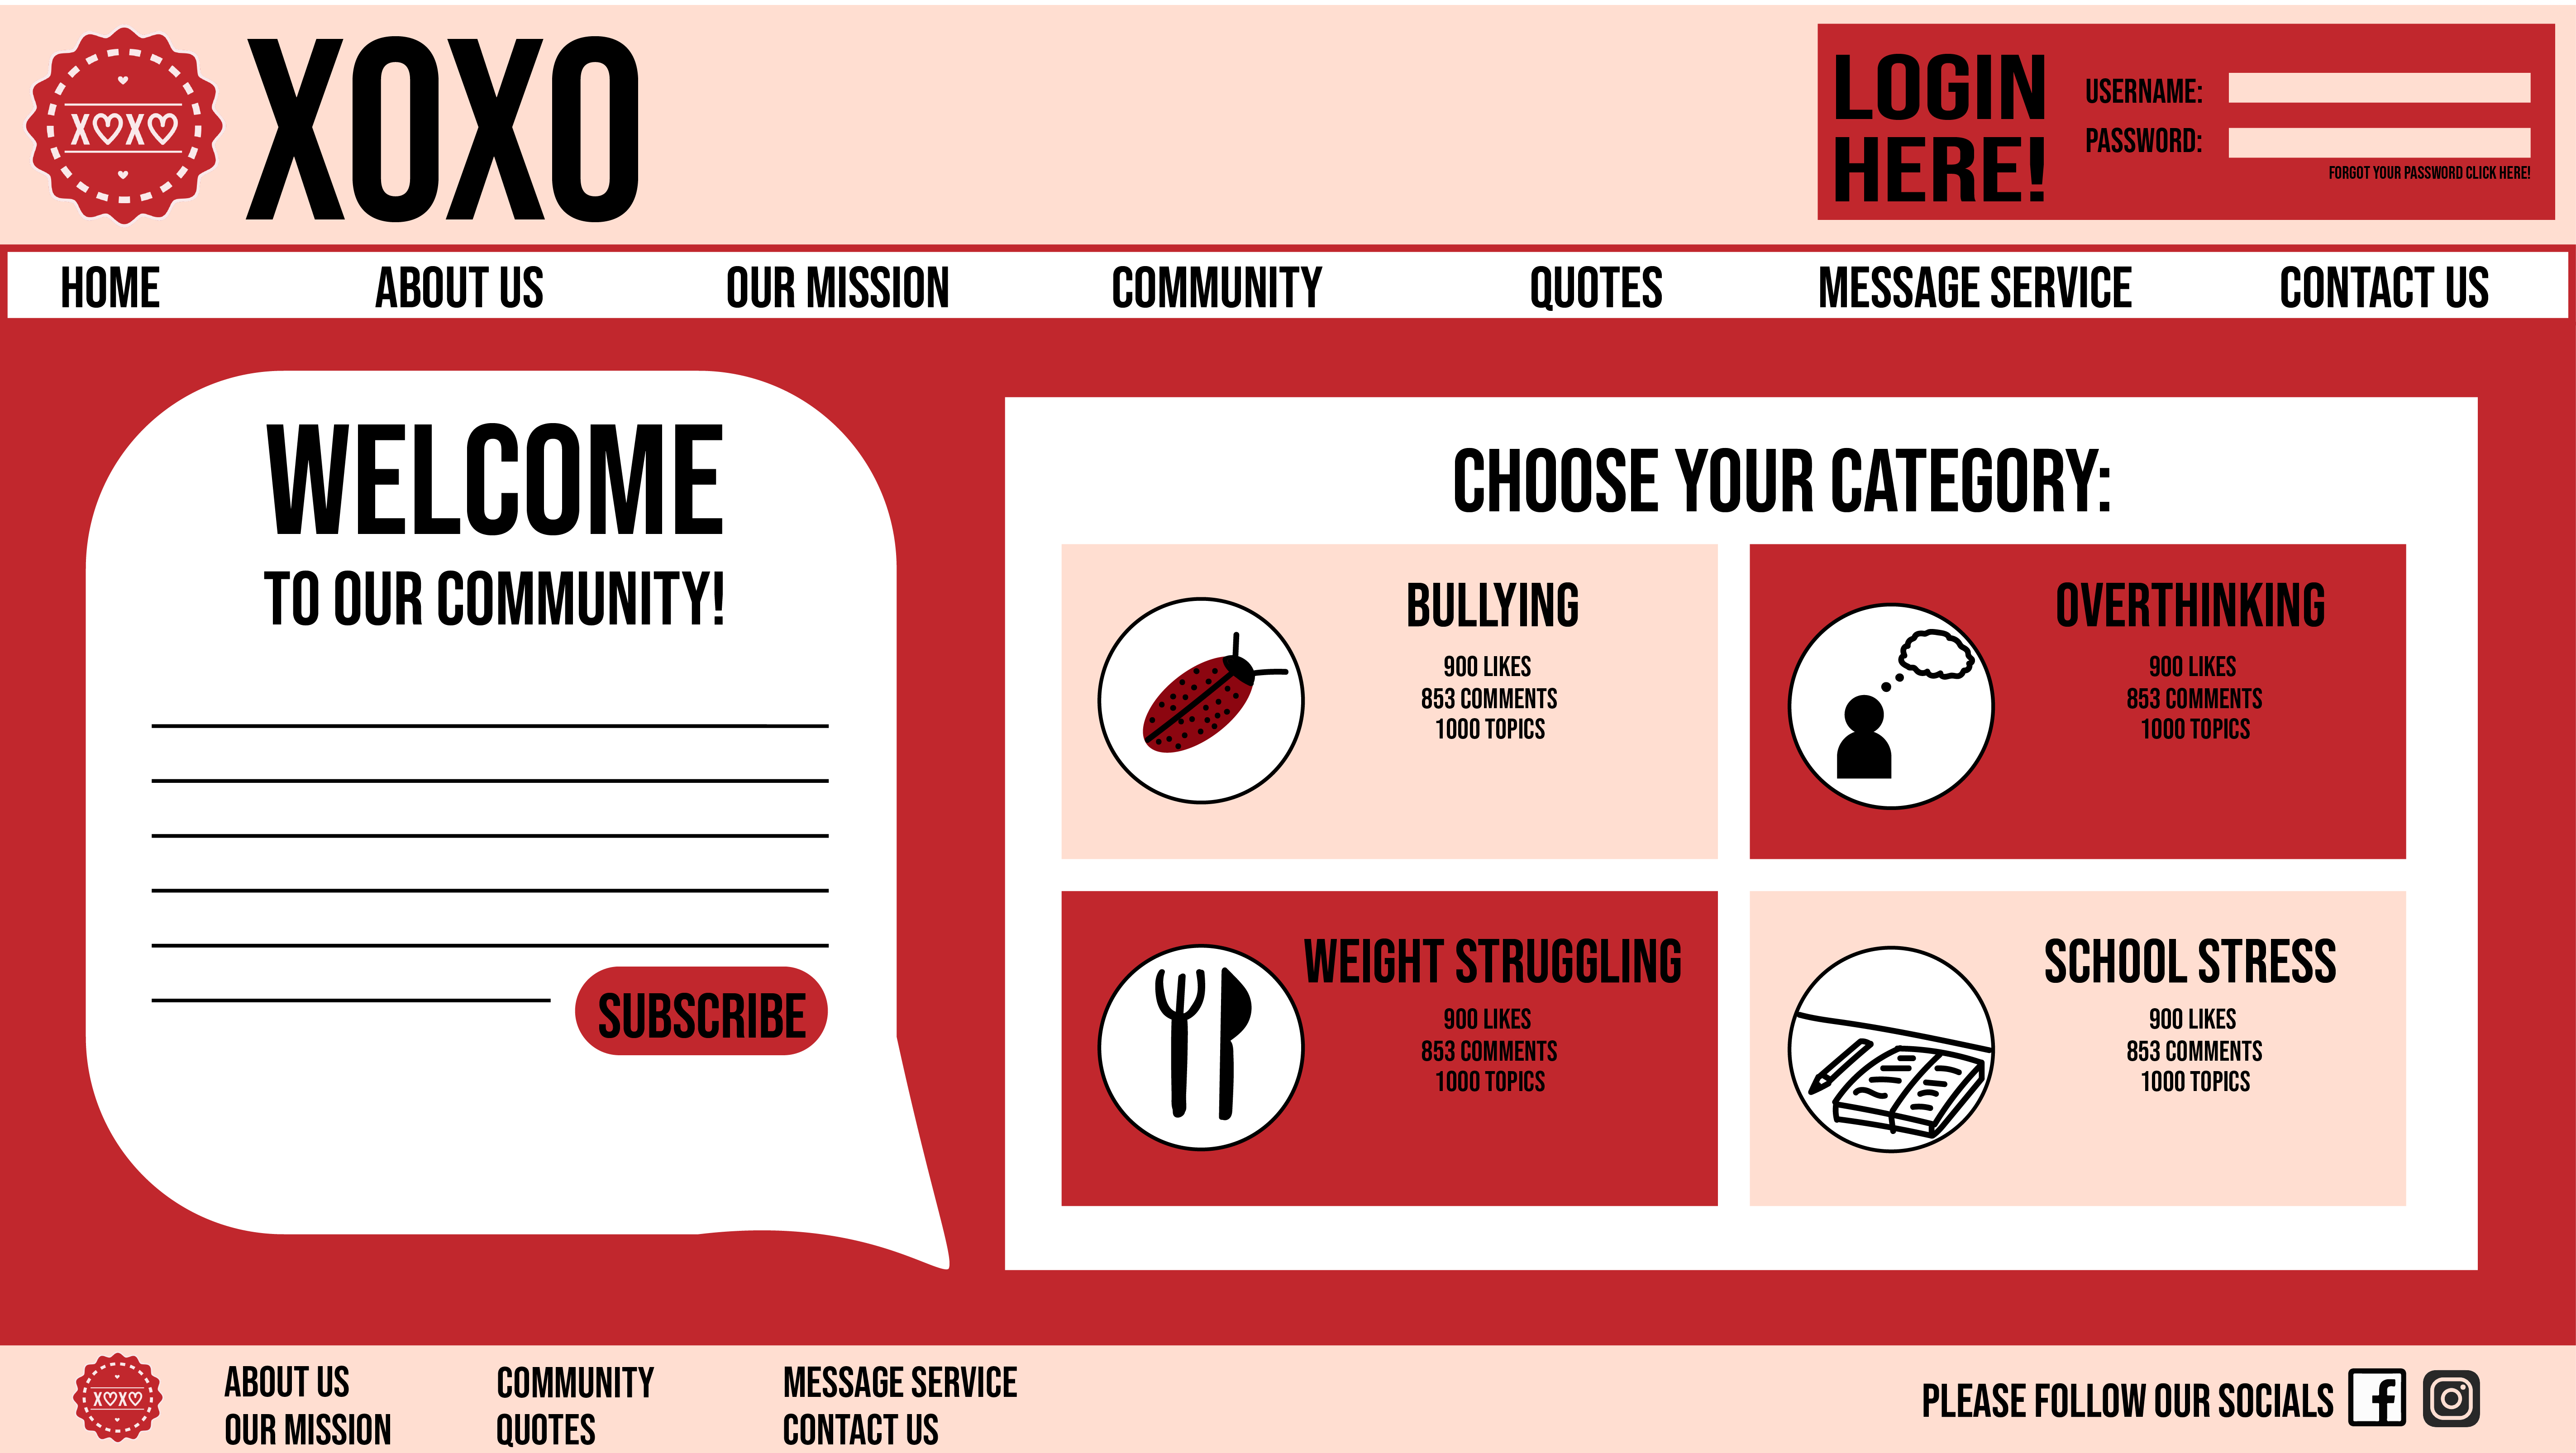 X♡X♡
XOXO
LOGIN
HERE!
USERNAME:
PASSWORD:
FORGOT YOUR PASSWORD CLICK HERE!
HOME
ABOUT US
OUR MISSION
COMMUNITY
QUOTES
MESSAGE SERVICE
CONTACT US
WELCOME
TO OUR COMMUNITY!
SUBSCRIBE
CHOOSE YOUR CATEGORY:
BULLYING
900 LIKES
853 COMMENTS
1000 TOPICS
OVERTHINKING
900 LIKES
853 COMMENTS
1000 TOPICS
WEIGHT STRUGGLING
900 LIKES
853 COMMENTS
1000 TOPICS
SCHOOL STRESS
900 LIKES
853 COMMENTS
1000 TOPICS
X♡X♡
ABOUT US
OUR MISSION
COMMUNITY
QUOTES
MESSAGE SERVICE
CONTACT US
PLEASE FOLLOW OUR SOCIALS